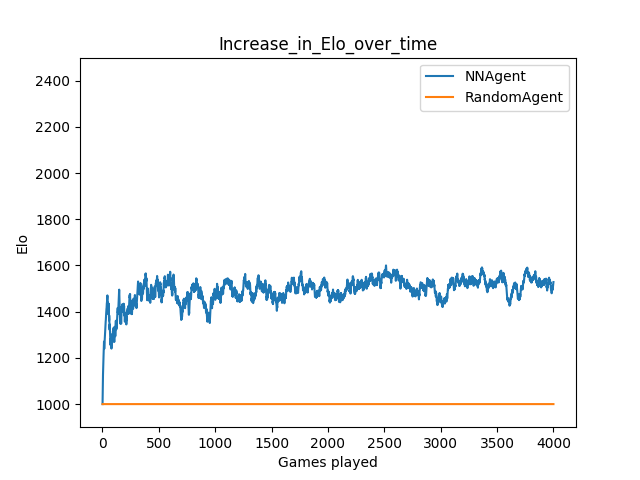 Increase_in_Elo_over_time
NNAgent
RandomAgent
2400
2200
2000
1800
1600
1400
1200
1000
Elo
0 500 1000 1500 2000 2500 3000 3500 4000
Games played